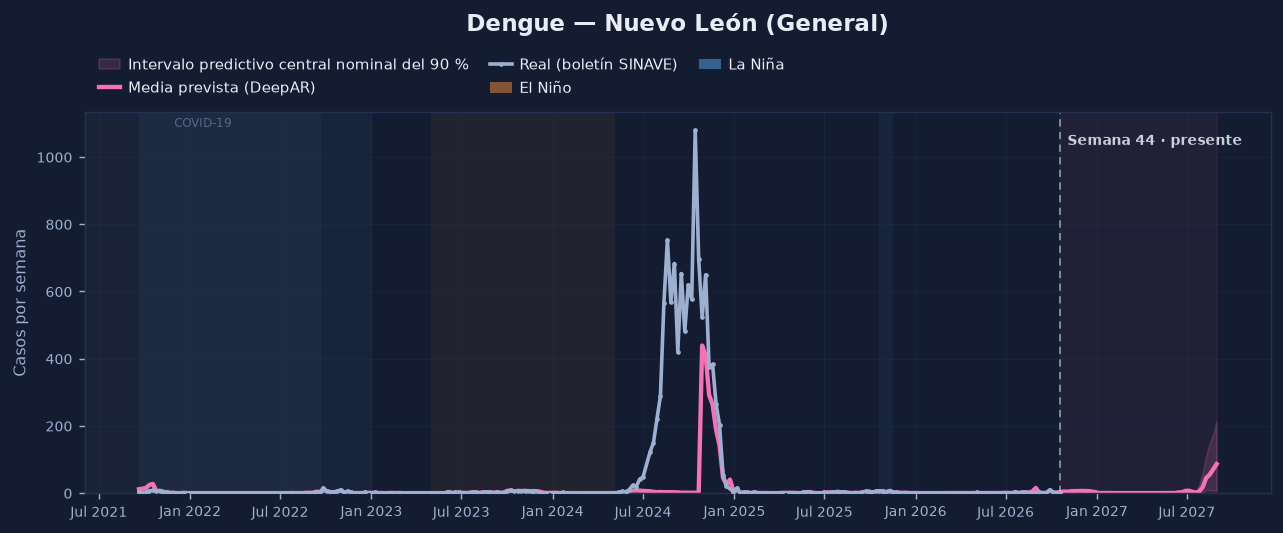 Dengue — Nuevo León (General)
Intervalo predictivo central nominal del 90 %
Real (boletín SINAVE)
La Niña
Media prevista (DeepAR)
El Niño
COVID-19
Semana 44 · presente
Casos por semana
1000
800
600
400
200
0
Jul 2021
Jan 2022
Jul 2022
Jan 2023
Jul 2023
Jan 2024
Jul 2024
Jan 2025
Jul 2025
Jan 2026
Jul 2026
Jan 2027
Jul 2027